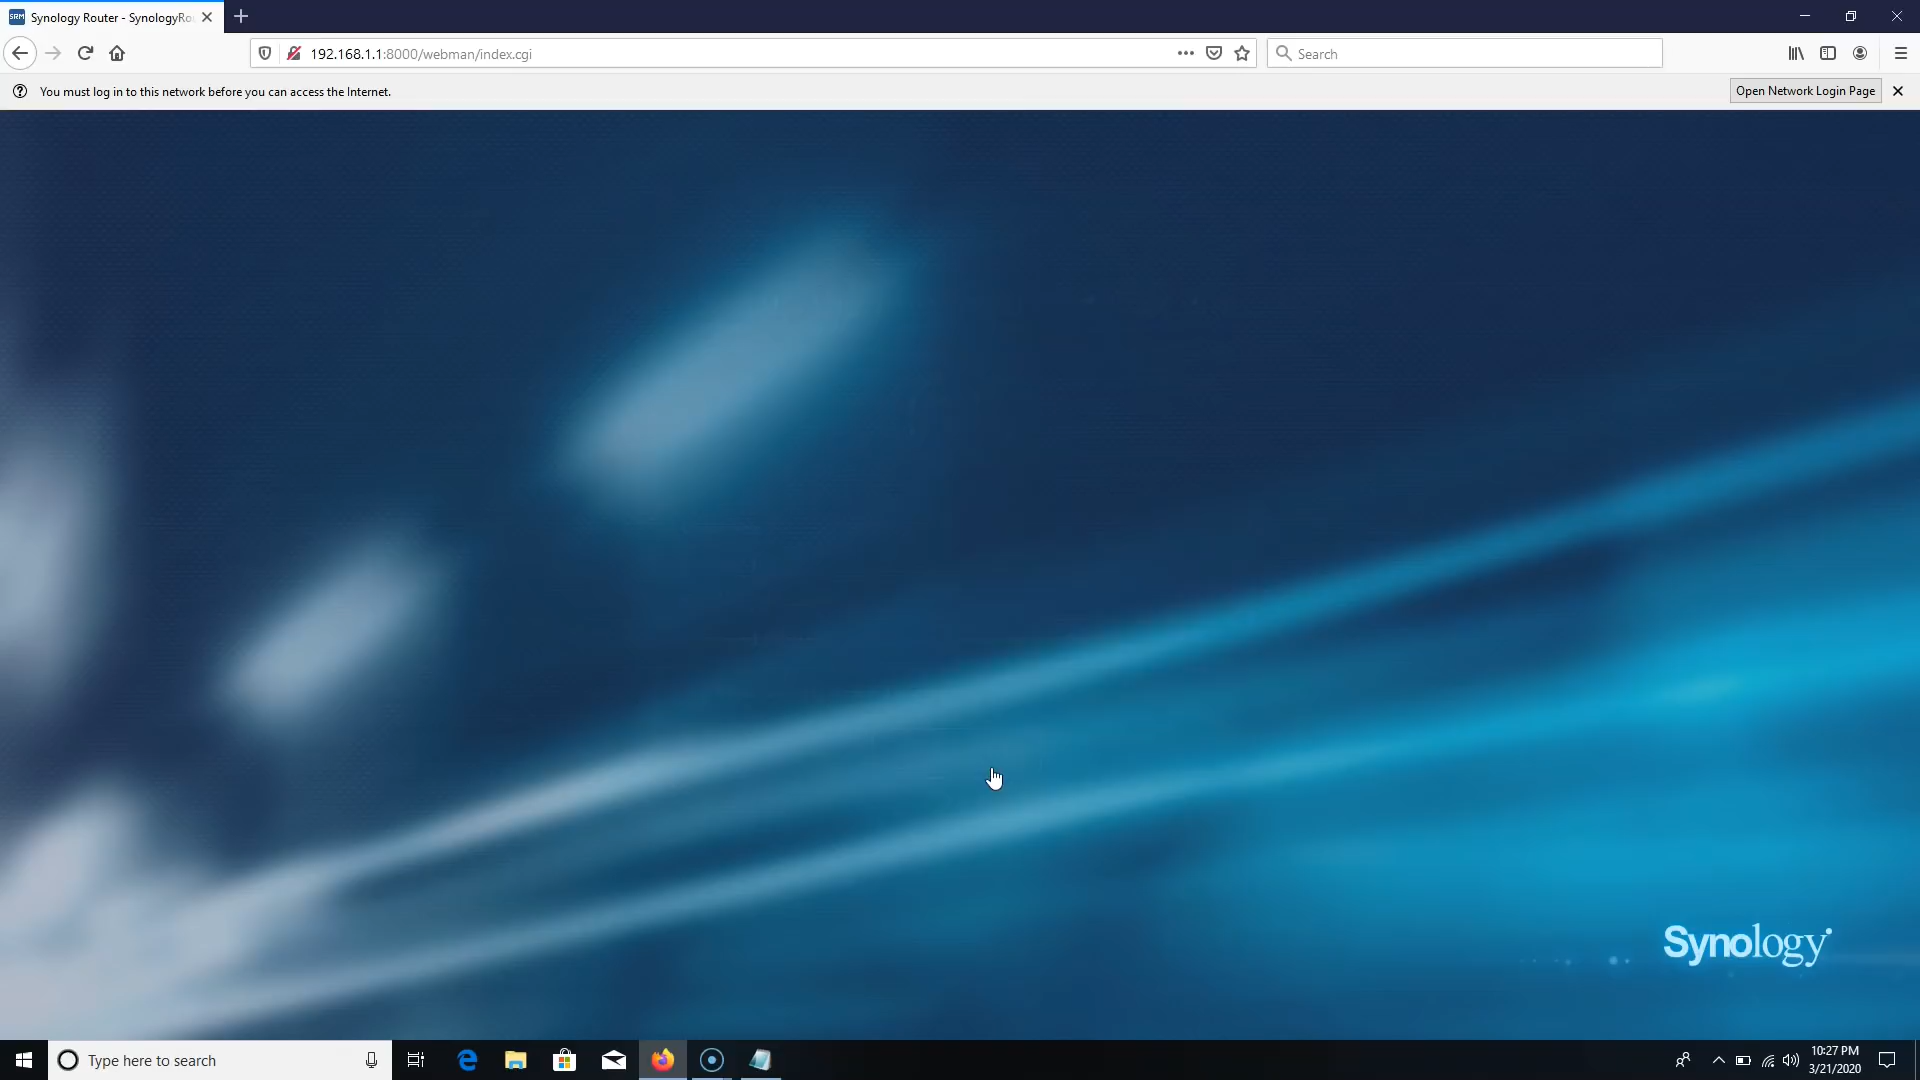 SRM Synology Router - SynologyRo
192.168.1.1:8000/webman/index.cgi
Search
You must log in to this network before you can access the Internet.
Open Network Login Page
Synology
Type here to search
10:27 PM
3/21/2020